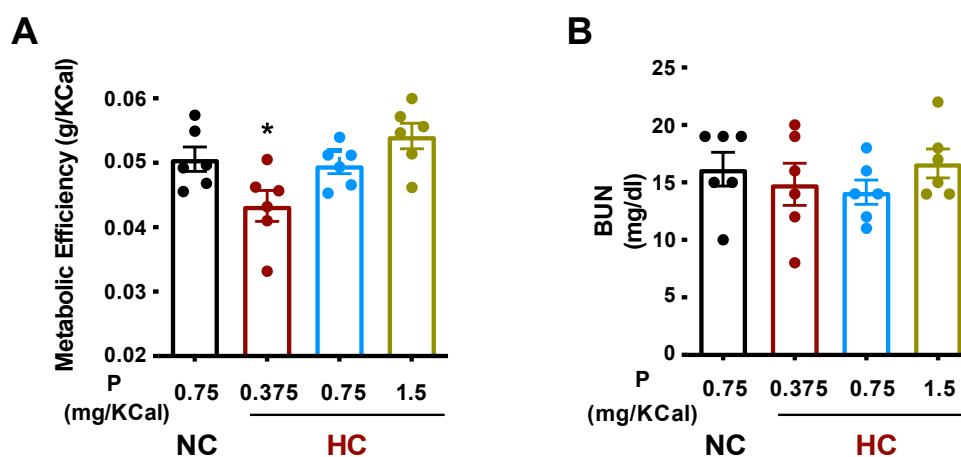 A
Metabolic Efficiency (g/KCal)
0.06
0.05
0.04
0.03
0.02
*
P
(mg/KCal)
0.75 0.375 0.75 1.5
NC HC
B
BUN
(mg/dl)
25
20
15
10
5
0
P
(mg/KCal)
0.75 0.375 0.75 1.5
NC HC